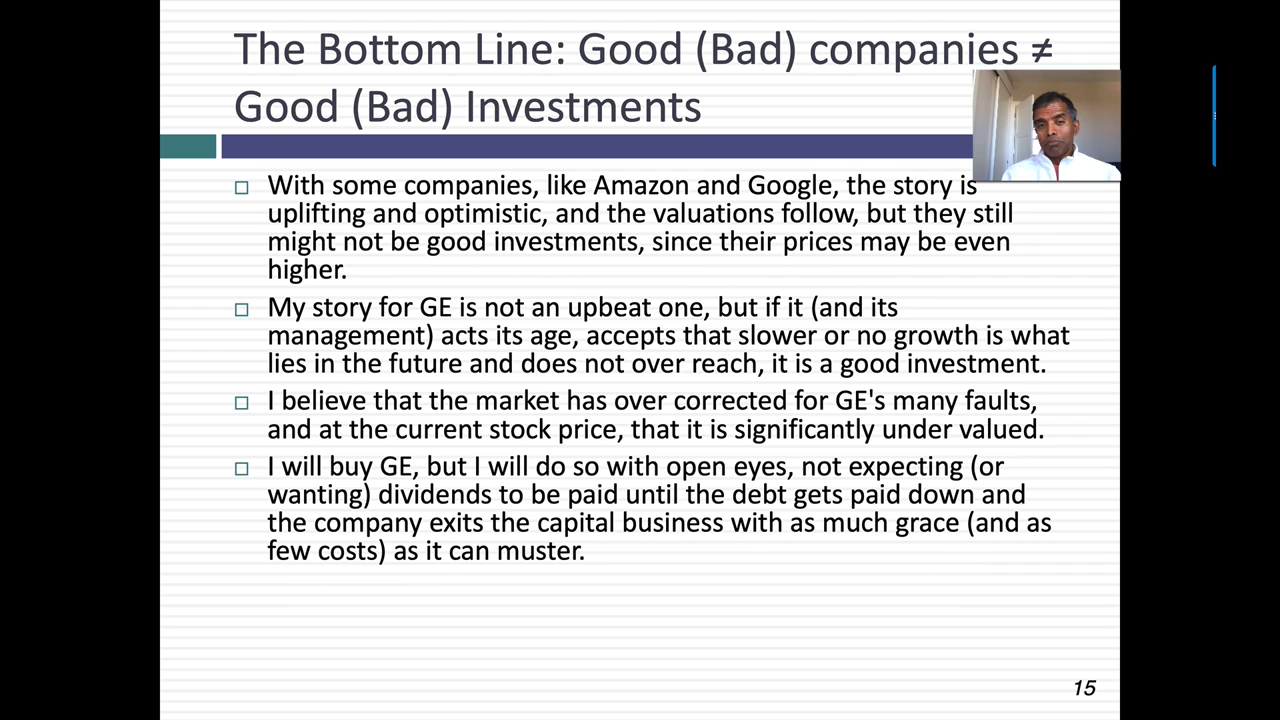 The Bottom Line: Good (Bad) companies ≠
Good (Bad) Investments
With some companies, like Amazon and Google, the story is
uplifting and optimistic, and the valuations follow, but they still
might not be good investments, since their prices may be even
higher.
My story for GE is not an upbeat one, but if it (and its
management) acts its age, accepts that slower or no growth is what
lies in the future and does not over reach, it is a good investment.
I believe that the market has over corrected for GE's many faults,
and at the current stock price, that it is significantly under valued.
I will buy GE, but I will do so with open eyes, not expecting (or
wanting) dividends to be paid until the debt gets paid down and
the company exits the capital business with as much grace (and as
few costs) as it can muster.
15